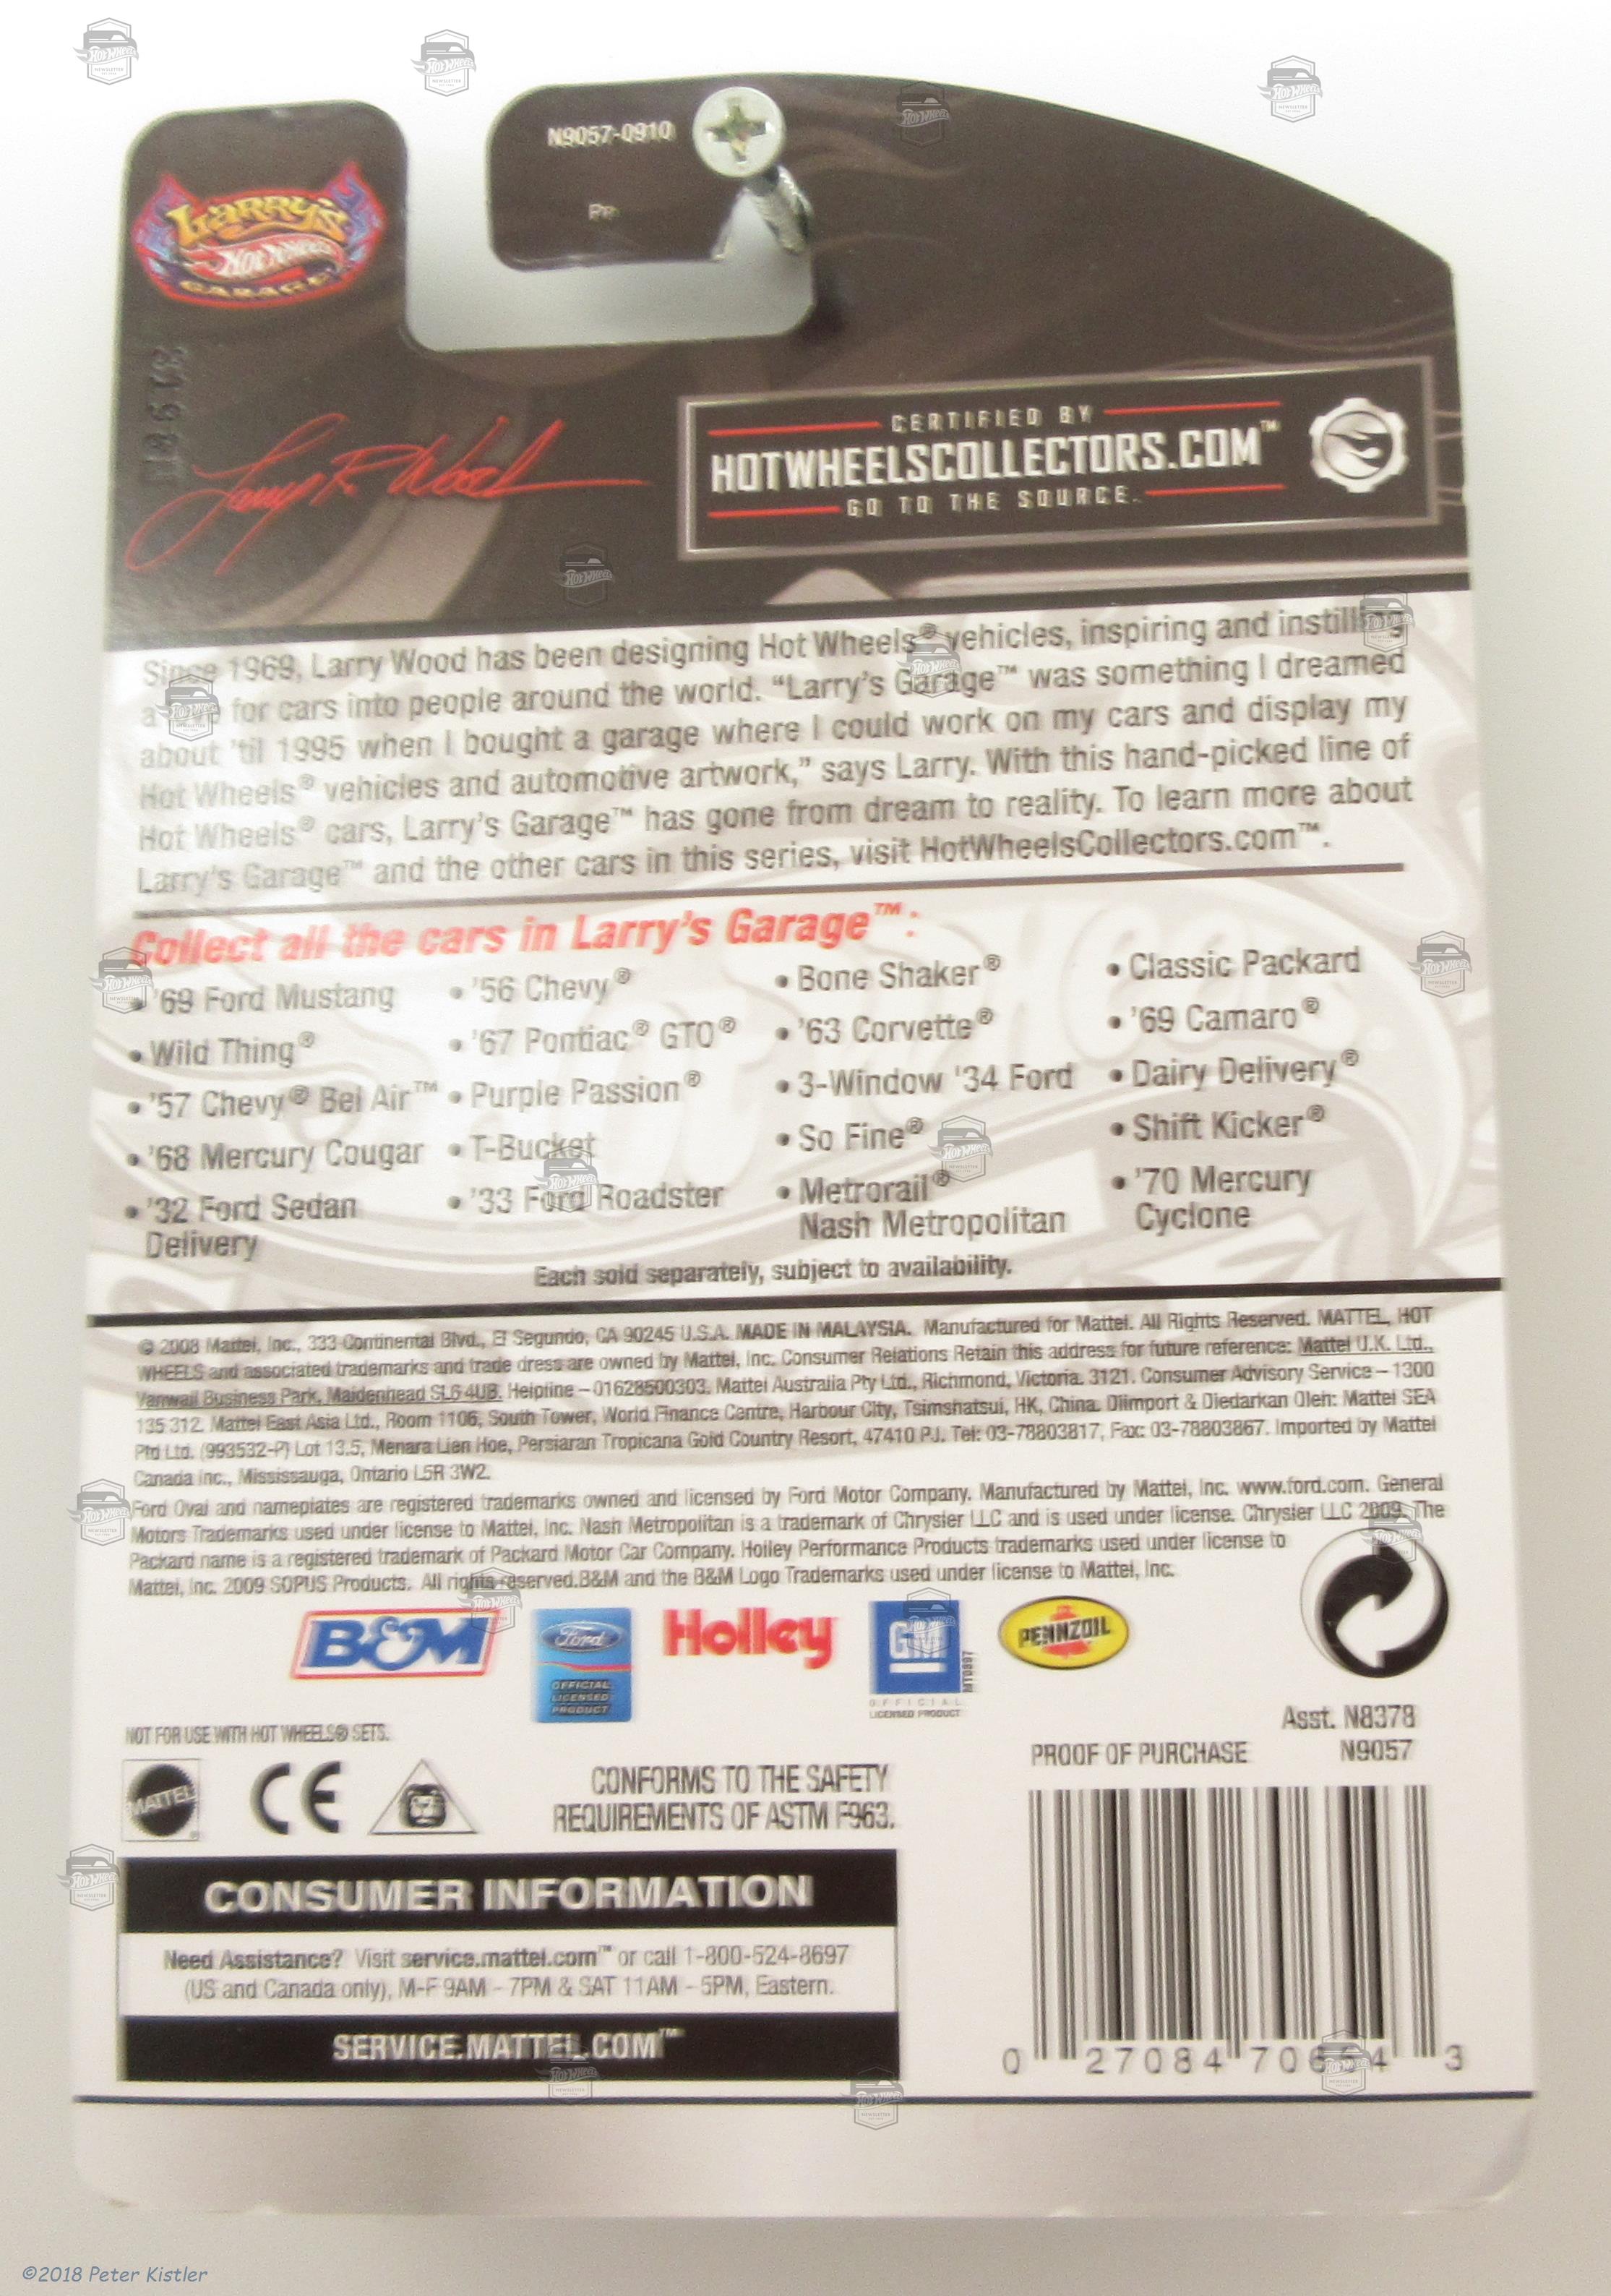 N9057-0910
Larry's
Hot Wheels
GARAGE
Larry R. Wood
CERTIFIED BY
HOTWHEELSCOLLECTORS.COM™
GO TO THE SOURCE.
Since 1969, Larry Wood has been designing Hot Wheels® vehicles, inspiring and instilling
a for cars into people around the world. “Larry's Garage™ was something I dreamed
about 'til 1995 when I bought a garage where I could work on my cars and display my
Hot Wheels® vehicles and automotive artwork,” says Larry. With this hand-picked line of
Hot Wheels® cars, Larry's Garage™ has gone from dream to reality. To learn more about
Larry's Garage™ and the other cars in this series, visit HotWheelsCollectors.com™.
Collect all the cars in Larry's Garage™:
• '69 Ford Mustang
• Wild Thing®
• '57 Chevy® Bel Air™
• '68 Mercury Cougar
• '32 Ford Sedan
Delivery
• '56 Chevy®
• '67 Pontiac® GTO®
• Purple Passion®
• T-Bucket
• '33 Ford Roadster
• Bone Shaker®
• '63 Corvette®
• 3-Window '34 Ford
• So Fine®
• Metrorail®
Nash Metropolitan
• Classic Packard
• '69 Camaro®
• Dairy Delivery®
• Shift Kicker®
• '70 Mercury
Cyclone
Each sold separately, subject to availability.
© 2008 Mattel, Inc., 333 Continental Blvd., El Segundo, CA 90245 U.S.A. MADE IN MALAYSIA. Manufactured for Mattel. All Rights Reserved. MATTEL, HOT
WHEELS and associated trademarks and trade dress are owned by Mattel, Inc. Consumer Relations Retain this address for future reference: Mattel U.K. Ltd.,
Vanwall Business Park, Maidenhead SL6 4UB. Helpline – 01628500303. Mattel Australia Pty Ltd., Richmond, Victoria. 3121. Consumer Advisory Service – 1300
135 312. Mattel East Asia Ltd., Room 1106, South Tower, World Finance Centre, Harbour City, Tsimshatsui, HK, China. Diimport & Diedarkan Oleh: Mattel SEA
Ptd Ltd. (993532-P) Lot 13.5, Menara Lien Hoe, Persiaran Tropicana Gold Country Resort, 47410 PJ. Tel: 03-78803817, Fax: 03-78803867. Imported by Mattel
Canada Inc., Mississauga, Ontario L5R 3W2.
Ford Oval and nameplates are registered trademarks owned and licensed by Ford Motor Company. Manufactured by Mattel, Inc. www.ford.com. General
Motors Trademarks used under license to Mattel, Inc. Nash Metropolitan is a trademark of Chrysler LLC and is used under license. Chrysler LLC 2009. The
Packard name is a registered trademark of Packard Motor Car Company. Holley Performance Products trademarks used under license to
Mattel, Inc. 2009 SOPUS Products. All rights reserved.B&M and the B&M Logo Trademarks used under license to Mattel, Inc.
B&M
Ford
OFFICIAL
LICENSED
PRODUCT
Holley
GM
OFFICIAL
LICENSED PRODUCT
PENNZOIL
NOT FOR USE WITH HOT WHEELS® SETS.
MATTEL
CE
CONFORMS TO THE SAFETY
REQUIREMENTS OF ASTM F963.
Asst. N8378
PROOF OF PURCHASE N9057
CONSUMER INFORMATION
Need Assistance? Visit service.mattel.com™ or call 1-800-524-8697
(US and Canada only), M-F 9AM - 7PM & SAT 11AM - 5PM, Eastern.
SERVICE.MATTEL.COM™
0 27084 3
©2018 Peter Kistler